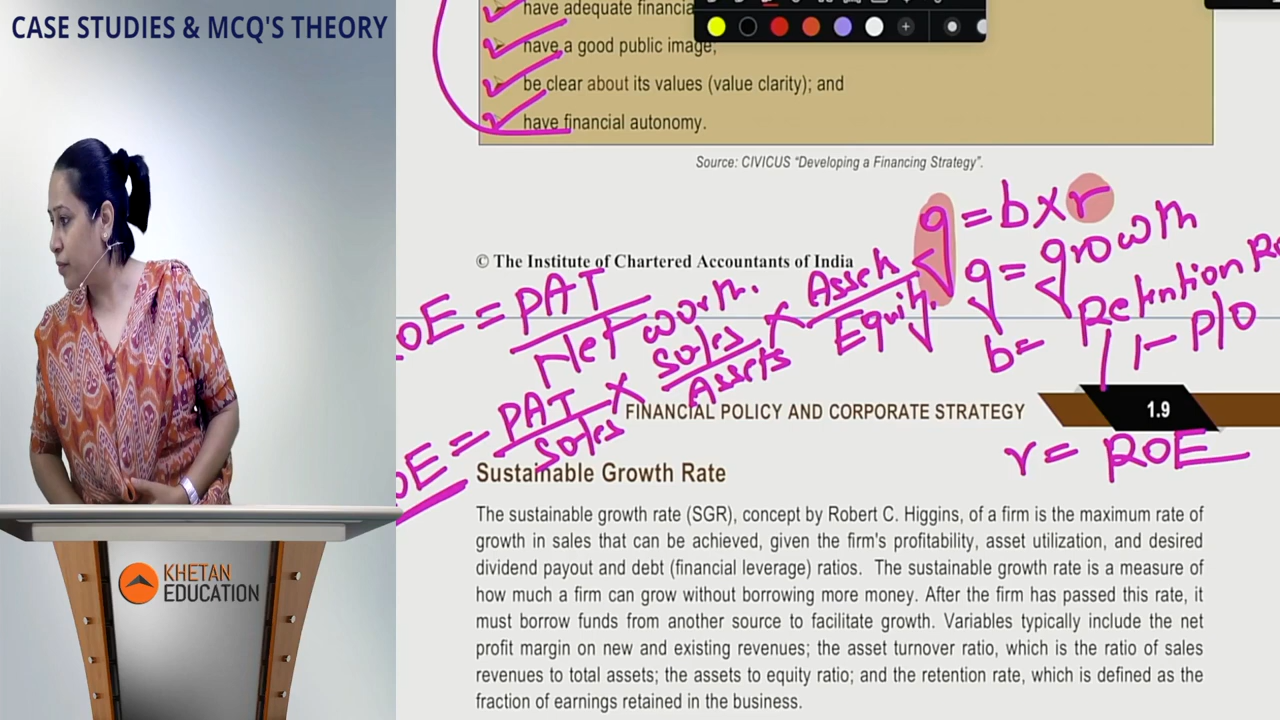 CASE STUDIES & MCQ'S THEORY
have adequate financia
have a good public image;
be clear about its values (value clarity); and
have financial autonomy.
Source: CIVICUS "Developing a Financing Strategy".
g = b x r
© The Institute of Chartered Accountants of India
g = growth
b = Retention R
1 - P/O
ROE = PAT
Net worth.
OE = PAT x Sales x Assets
Sales Assets Equity.
FINANCIAL POLICY AND CORPORATE STRATEGY
1.9
r = ROE
Sustainable Growth Rate
The sustainable growth rate (SGR), concept by Robert C. Higgins, of a firm is the maximum rate of
growth in sales that can be achieved, given the firm's profitability, asset utilization, and desired
dividend payout and debt (financial leverage) ratios. The sustainable growth rate is a measure of
how much a firm can grow without borrowing more money. After the firm has passed this rate, it
must borrow funds from another source to facilitate growth. Variables typically include the net
profit margin on new and existing revenues; the asset turnover ratio, which is the ratio of sales
revenues to total assets; the assets to equity ratio; and the retention rate, which is defined as the
fraction of earnings retained in the business.
KHETAN
EDUCATION